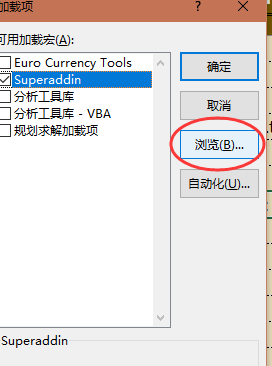 加载项
可用加载宏(A):
Euro Currency Tools
Superaddin
分析工具库
分析工具库 - VBA
规划求解加载项
确定
取消
浏览(B)...
自动化(U)...
Superaddin